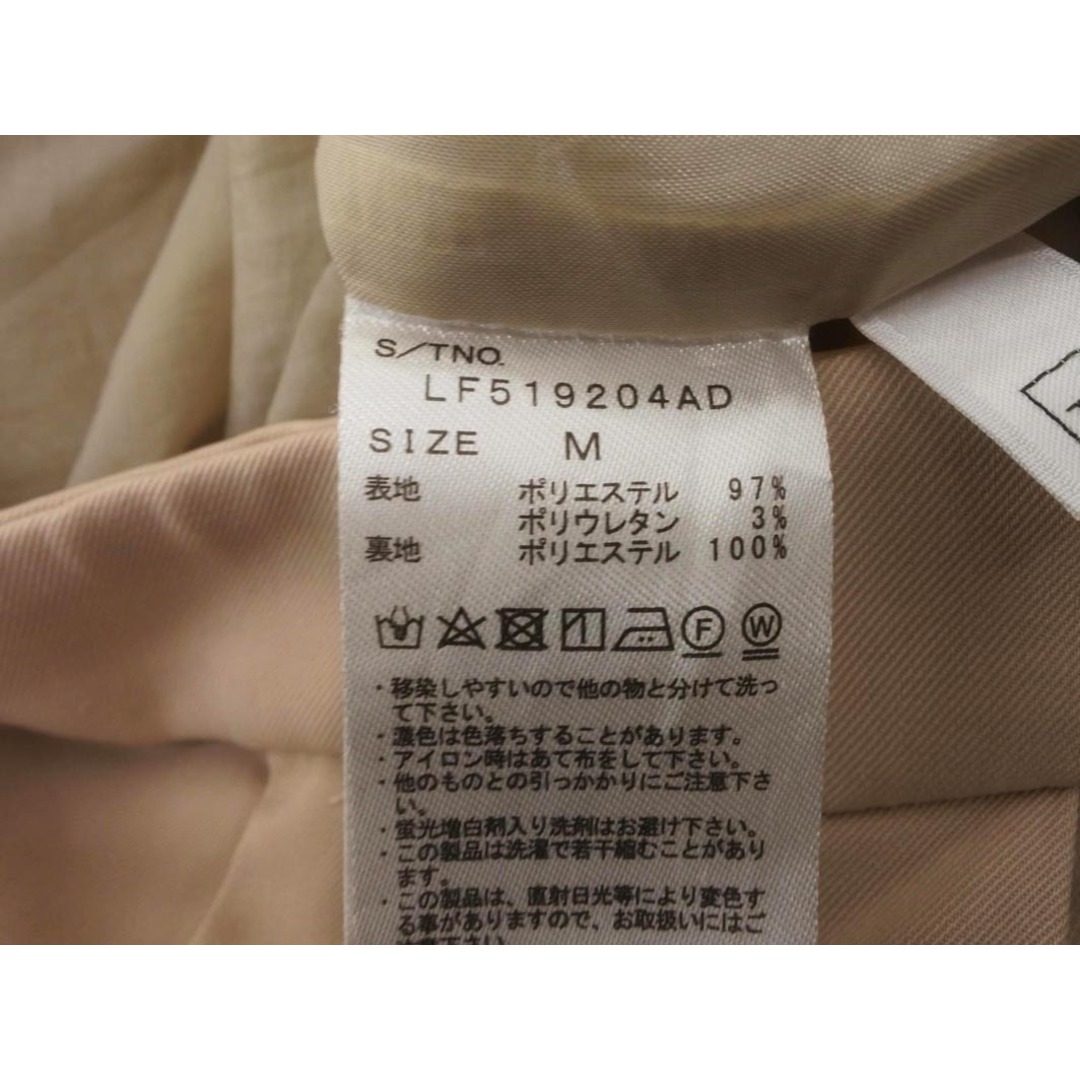 S/TNO.
LF519204AD
SIZE M
表地 ポリエステル 97%
ポリウレタン 3%
裏地 ポリエステル 100%
F W
・移染しやすいので他の物と分けて洗っ
て下さい。
・濃色は色落ちすることがあります。
・アイロン時はあて布をして下さい。
・他のものとの引っかかりにご注意下さ
い。
・蛍光増白剤入り洗剤はお避け下さい。
・この製品は洗濯で若干縮むことがあり
ます。
・この製品は、直射日光等により変色す
る事がありますので、お取扱いにはご